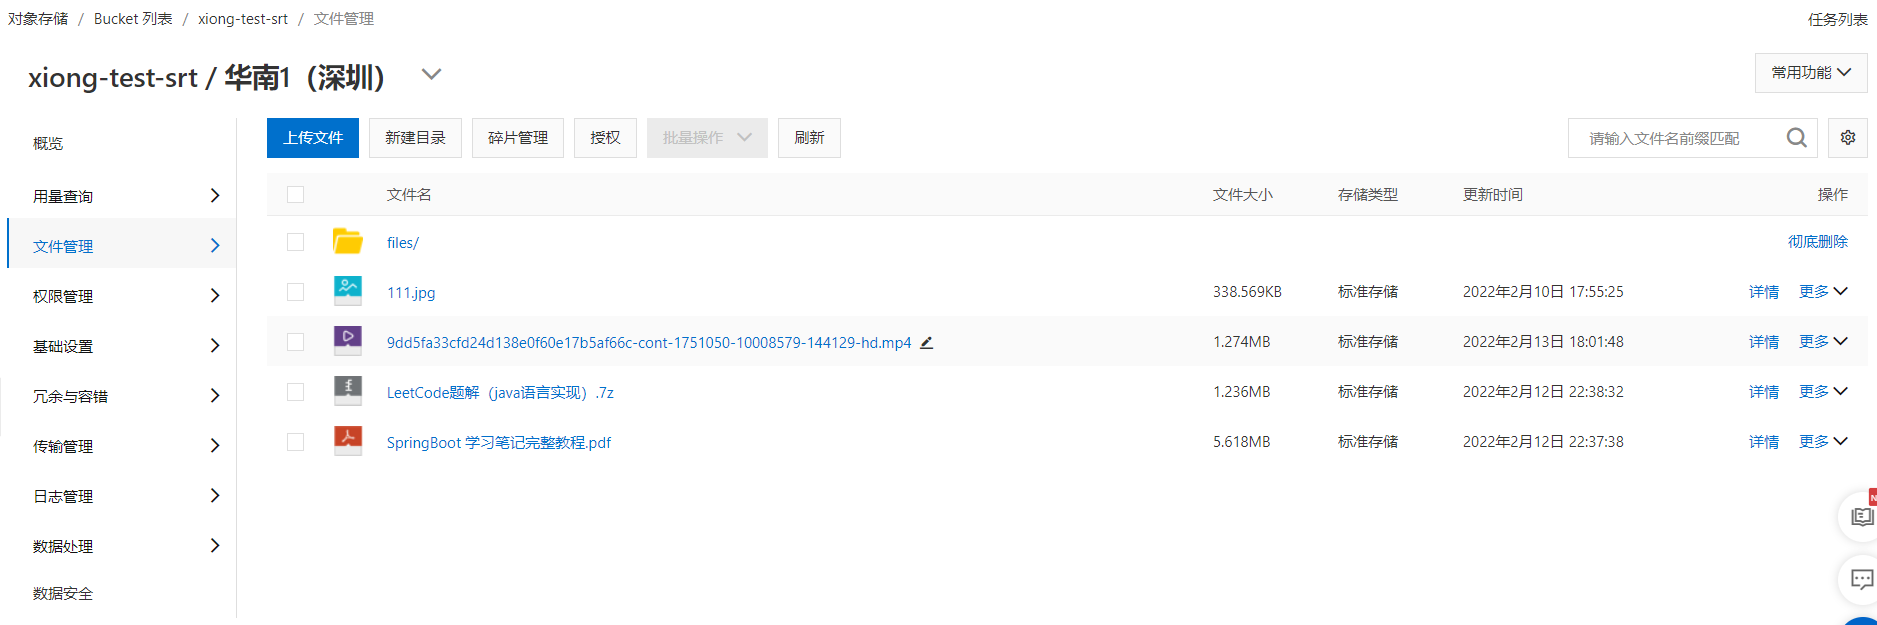 对象存储 / Bucket 列表 / xiong-test-srt / 文件管理
任务列表
xiong-test-srt / 华南1（深圳）
常用功能
概览
用量查询
文件管理
权限管理
基础设置
冗余与容错
传输管理
日志管理
数据处理
数据安全
上传文件 新建目录 碎片管理 授权 批量操作 刷新
请输入文件名前缀匹配
文件名 文件大小 存储类型 更新时间 操作
files/ 彻底删除
111.jpg 338.569KB 标准存储 2022年2月10日 17:55:25 详情 更多
9dd5fa33cfd24d138e0f60e17b5af66c-cont-1751050-10008579-144129-hd.mp4 1.274MB 标准存储 2022年2月13日 18:01:48 详情 更多
LeetCode题解（java语言实现）.7z 1.236MB 标准存储 2022年2月12日 22:38:32 详情 更多
SpringBoot 学习笔记完整教程.pdf 5.618MB 标准存储 2022年2月12日 22:37:38 详情 更多